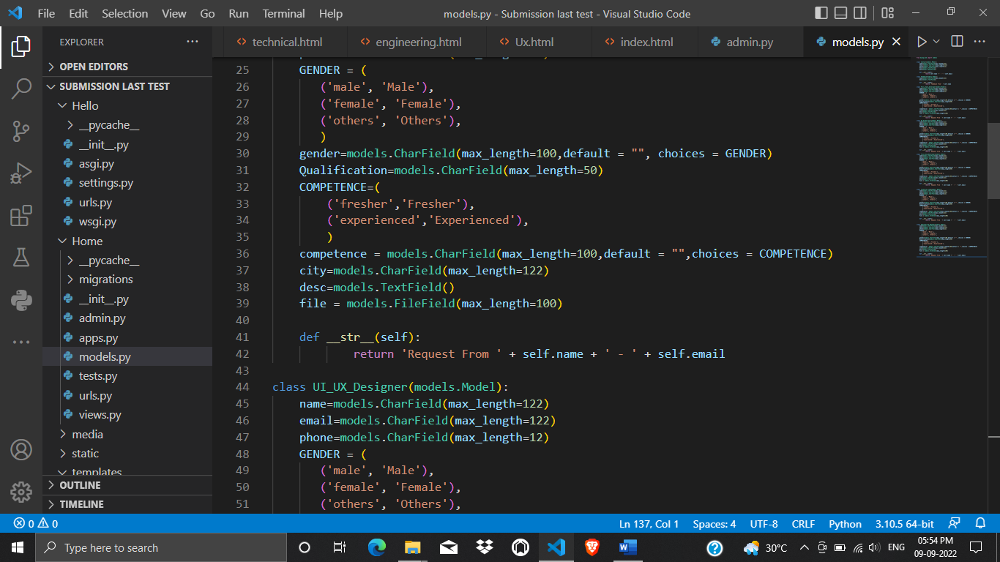 File Edit Selection View Go Run Terminal Help
models.py - Submission last test - Visual Studio Code
EXPLORER
technical.html
engineering.html
Ux.html
index.html
admin.py
models.py
OPEN EDITORS
SUBMISSION LAST TEST
Hello
__pycache__
__init__.py
asgi.py
settings.py
urls.py
wsgi.py
Home
__pycache__
migrations
__init__.py
admin.py
apps.py
models.py
tests.py
urls.py
views.py
media
static
templates
OUTLINE
TIMELINE
25 GENDER = (
26 ('male', 'Male'),
27 ('female', 'Female'),
28 ('others', 'Others'),
29 )
30 gender=models.CharField(max_length=100,default = "", choices = GENDER)
31 Qualification=models.CharField(max_length=50)
32 COMPETENCE=(
33 ('fresher','Fresher'),
34 ('experienced','Experienced'),
35 )
36 competence = models.CharField(max_length=100,default = "",choices = COMPETENCE)
37 city=models.CharField(max_length=122)
38 desc=models.TextField()
39 file = models.FileField(max_length=100)
40
41 def __str__(self):
42 return 'Request From ' + self.name + ' - ' + self.email
43
44 class UI_UX_Designer(models.Model):
45 name=models.CharField(max_length=122)
46 email=models.CharField(max_length=122)
47 phone=models.CharField(max_length=12)
48 GENDER = (
49 ('male', 'Male'),
50 ('female', 'Female'),
51 ('others', 'Others'),
0 0
Ln 137, Col 1 Spaces: 4 UTF-8 CRLF Python 3.10.5 64-bit
Type here to search
30°C
ENG
05:54 PM
09-09-2022